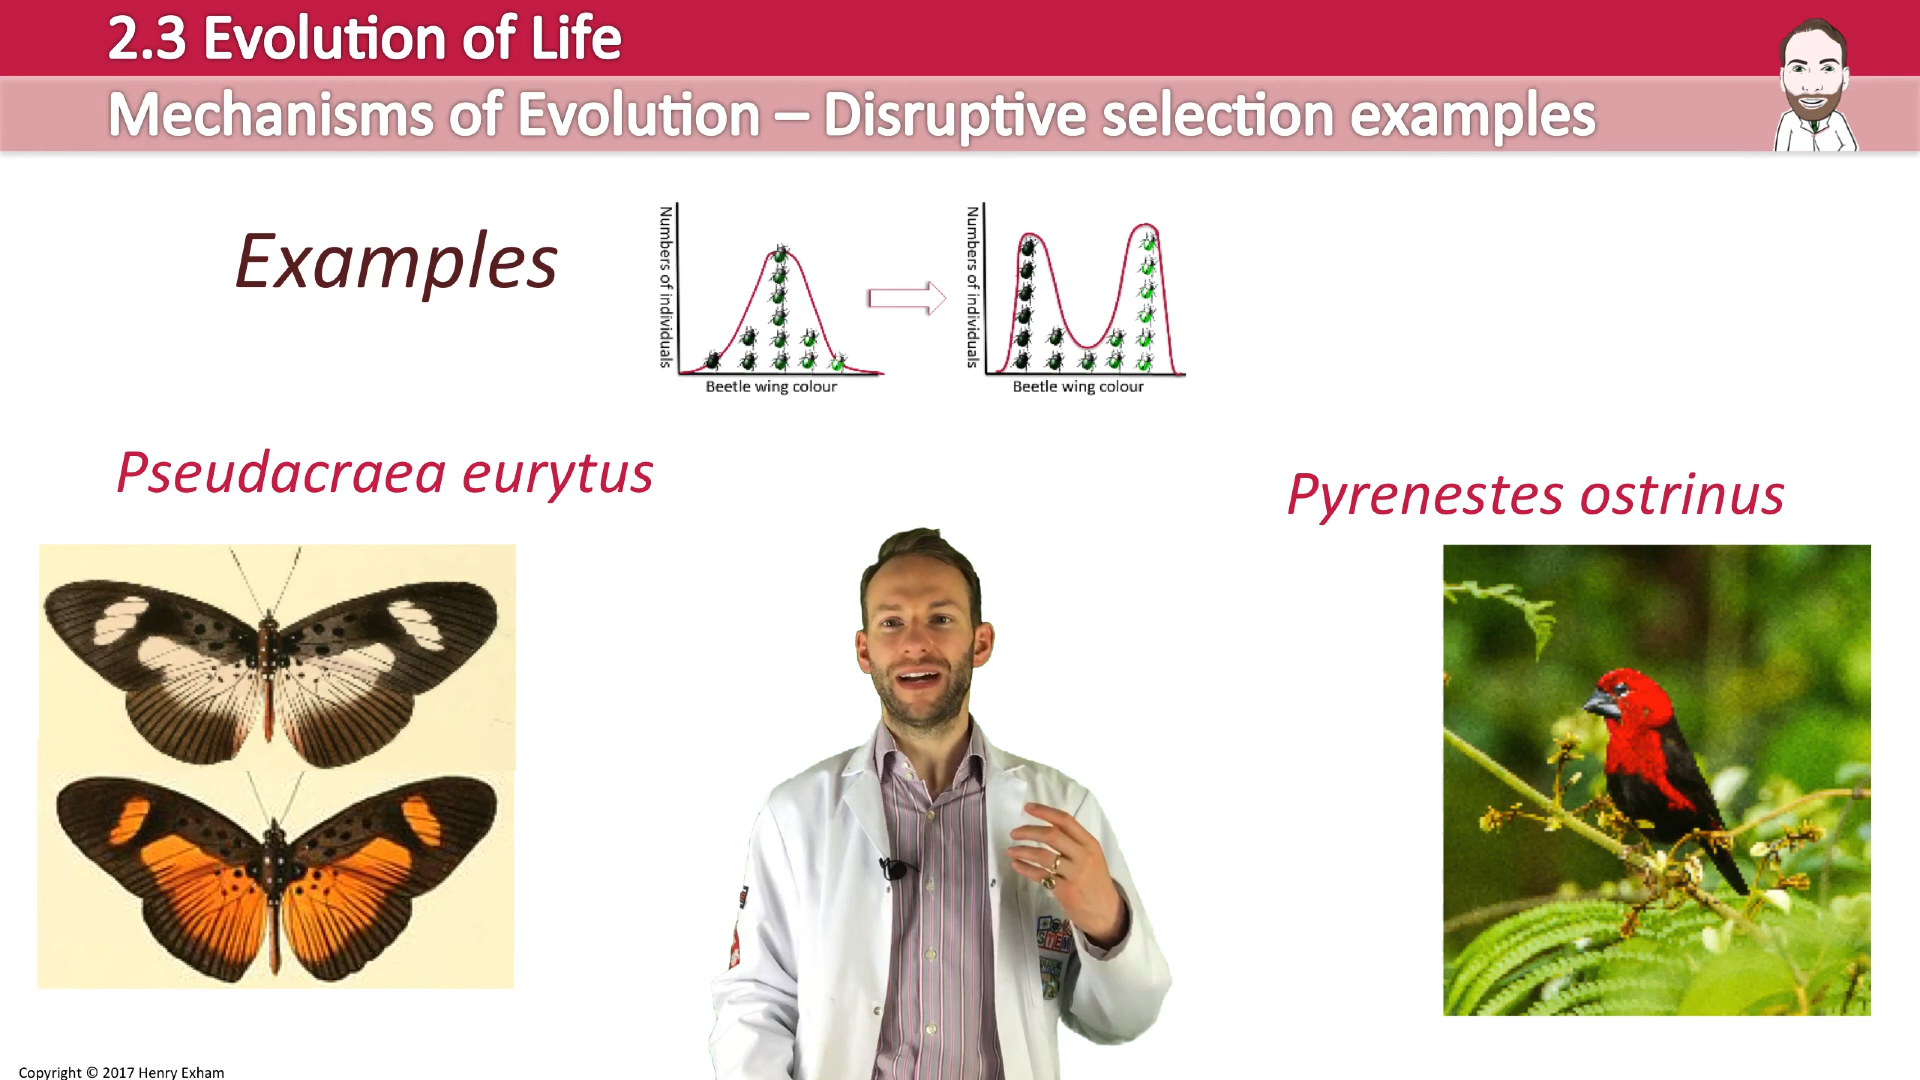 2.3 Evolution of Life
Mechanisms of Evolution – Disruptive selection examples
Examples
Numbers of individuals
Beetle wing colour
Numbers of individuals
Beetle wing colour
Pseudacraea eurytus
Pyrenestes ostrinus
STEM
Copyright © 2017 Henry Exham